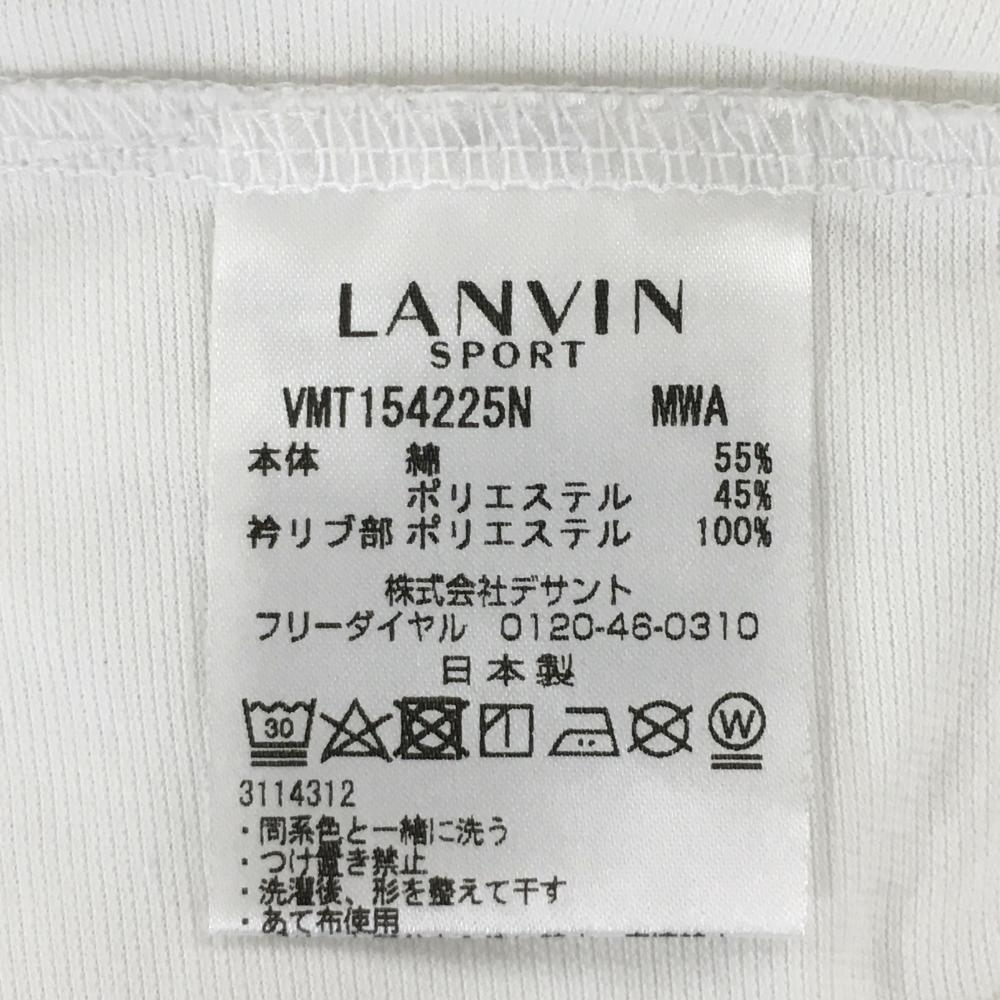 LANVIN
SPORT
VMT154225N MWA
本体 綿 55%
ポリエステル 45%
衿リブ部 ポリエステル 100%
株式会社デサント
フリーダイヤル 0120-46-0310
日本製
30 W
3114312
・同系色と一緒に洗う
・つけ置き禁止
・洗濯後、形を整えて干す
・あて布使用